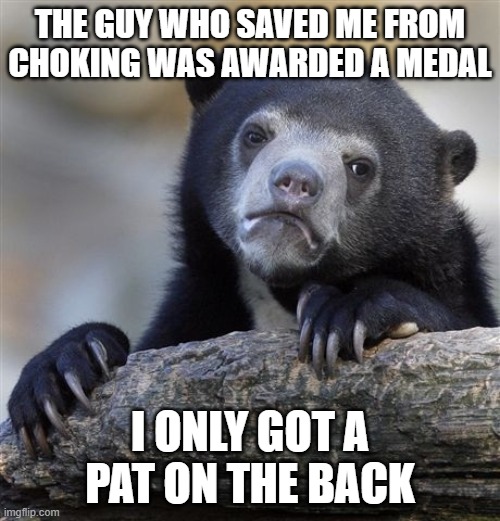 THE GUY WHO SAVED ME FROM
CHOKING WAS AWARDED A MEDAL
I ONLY GOT A
PAT ON THE BACK
imgflip.com